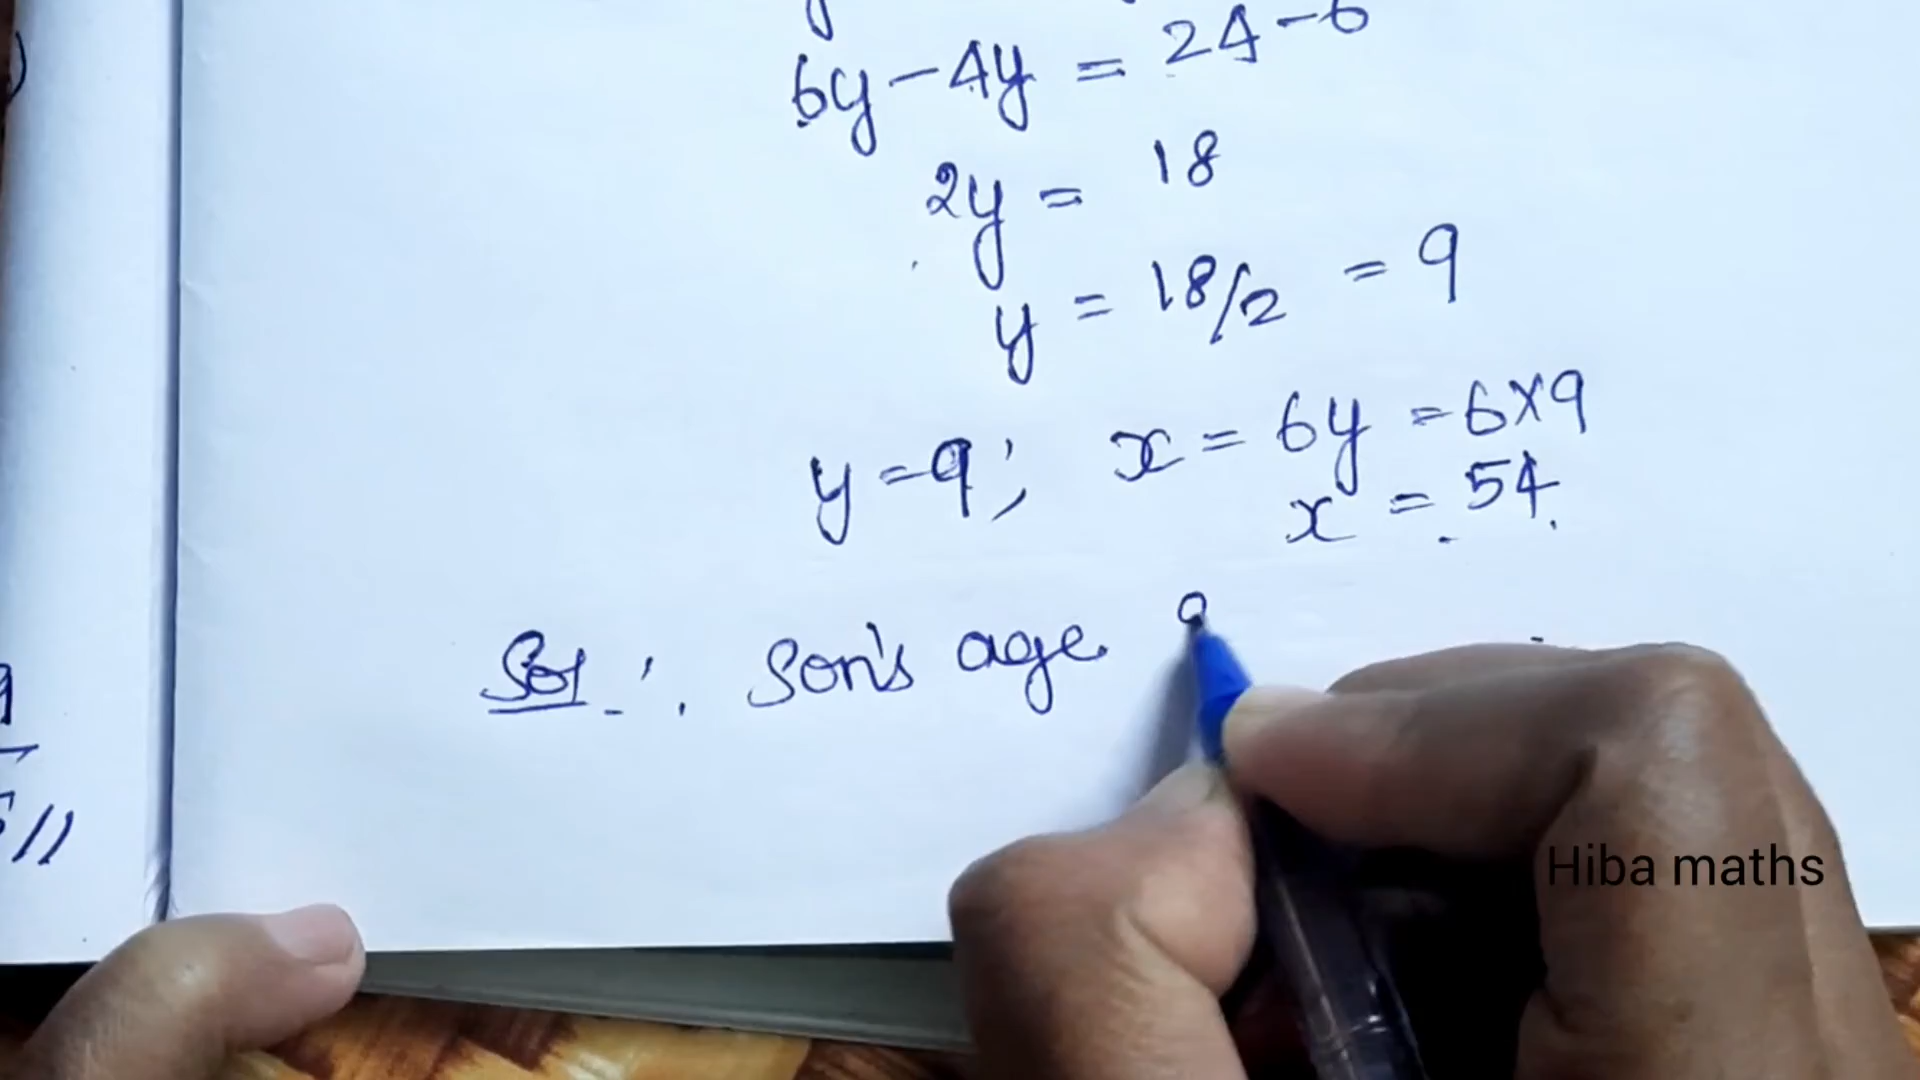 6y - 4y = 24 - 6
2y = 18
y = 18/2 = 9
y = 9; x = 6y = 6×9
x = 54
Sol:. Son's age 9
Hiba maths